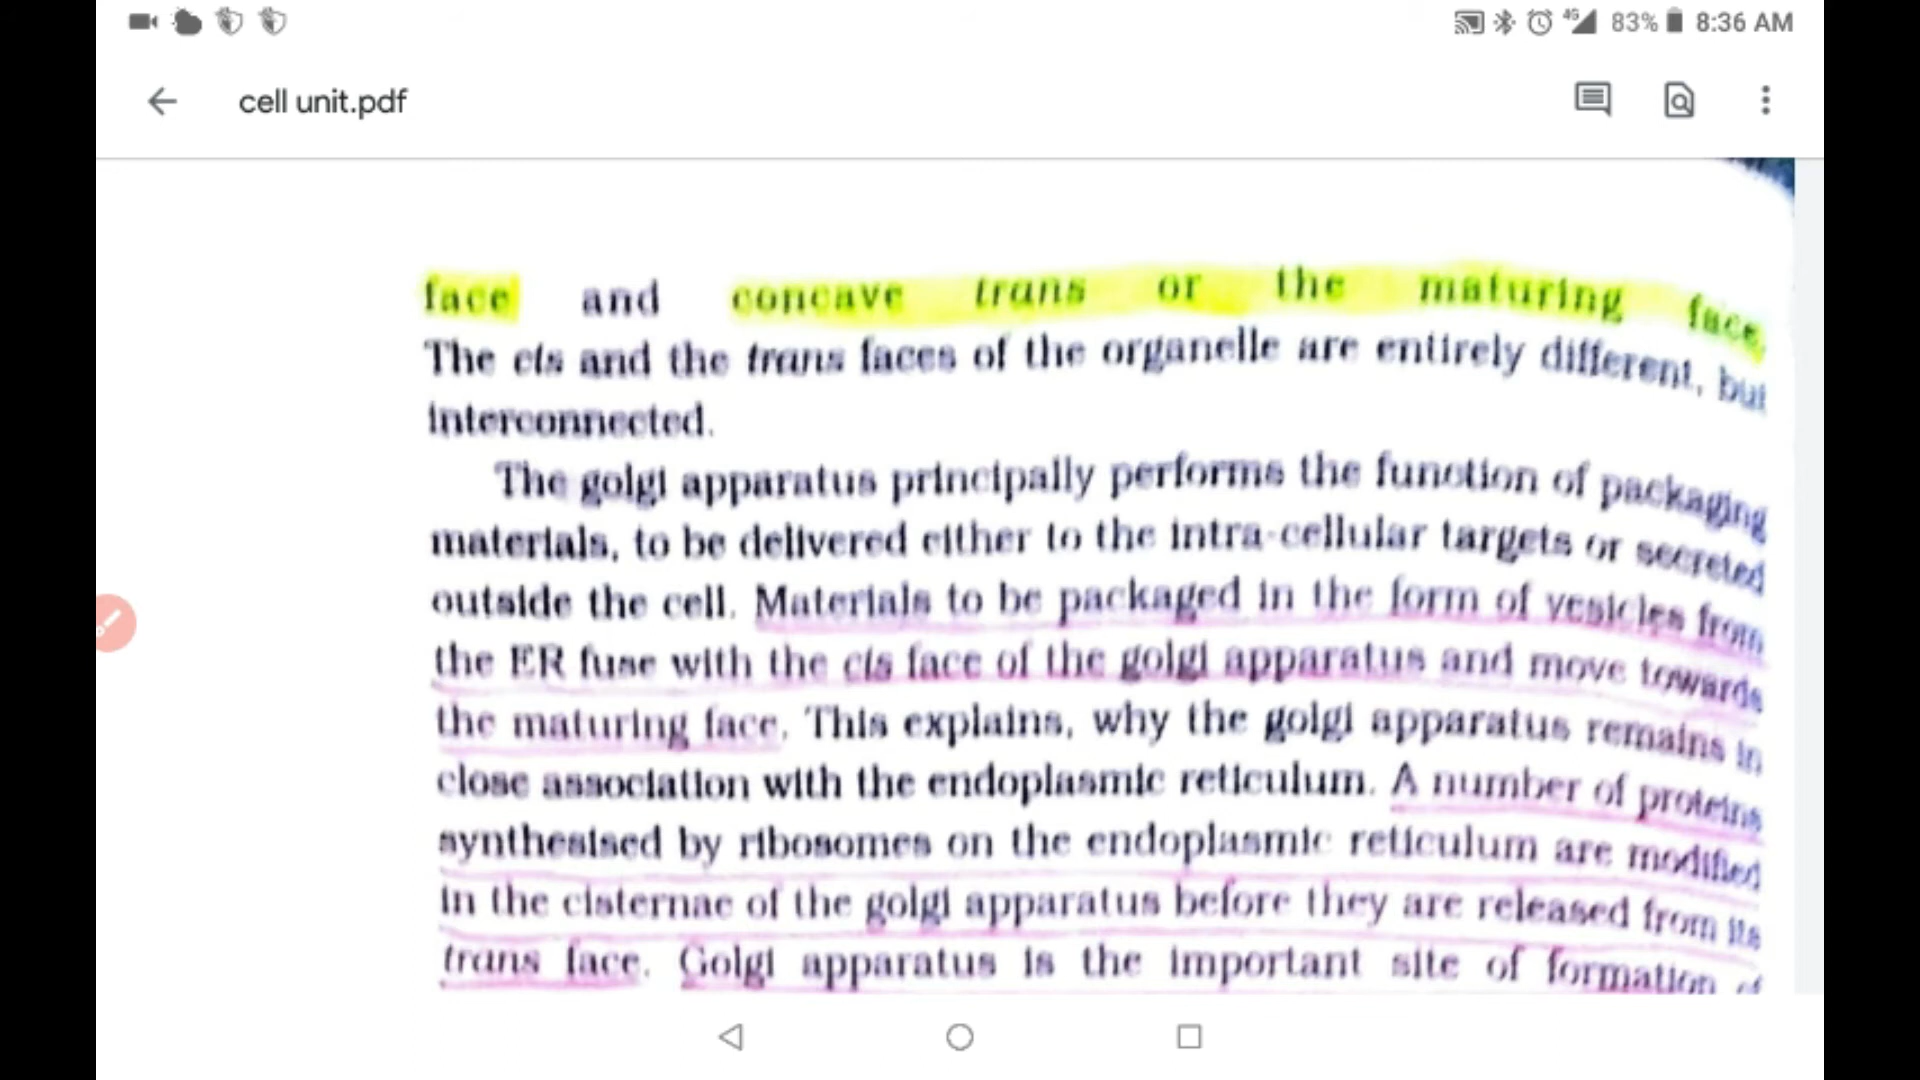 4G 83% 8:36 AM
cell unit.pdf
face and concave trans or the maturing face.
The cis and the trans faces of the organelle are entirely different, but
interconnected.
The golgi apparatus principally performs the function of packaging
materials, to be delivered either to the intra-cellular targets or secreted
outside the cell. Materials to be packaged in the form of vesicles from
the ER fuse with the cis face of the golgi apparatus and move towards
the maturing face. This explains, why the golgi apparatus remains in
close association with the endoplasmic reticulum. A number of proteins
synthesised by ribosomes on the endoplasmic reticulum are modified
in the cisternae of the golgi apparatus before they are released from its
trans face. Golgi apparatus is the important site of formation of